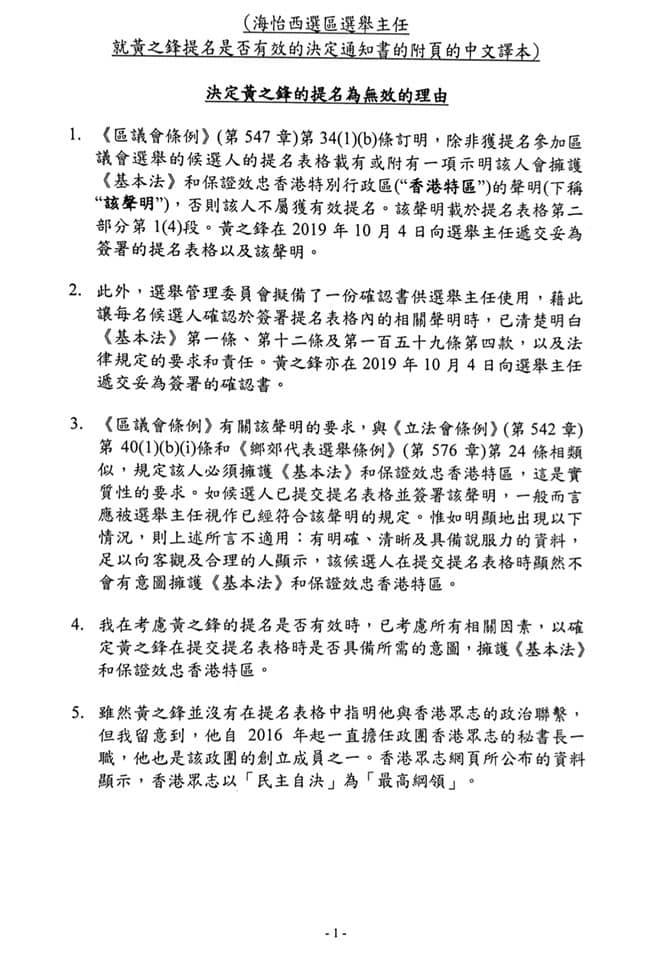 （海怡西選區選舉主任
就黃之鋒提名是否有效的決定通知書的附頁的中文譯本）
決定黃之鋒的提名為無效的理由
1. 《區議會條例》(第 547 章)第 34(1)(b)條訂明，除非獲提名參加區
議會選舉的候選人的提名表格載有或附有一項示明該人會擁護
《基本法》和保證效忠香港特別行政區(“香港特區”)的聲明(下稱
“該聲明”)，否則該人不屬獲有效提名。該聲明載於提名表格第二
部分第 1(4)段。黃之鋒在 2019 年 10 月 4 日向選舉主任遞交妥為
簽署的提名表格以及該聲明。
2. 此外，選舉管理委員會擬備了一份確認書供選舉主任使用，藉此
讓每名候選人確認於簽署提名表格內的相關聲明時，已清楚明白
《基本法》第一條、第十二條及第一百五十九條第四款，以及法
律規定的要求和責任。黃之鋒亦在 2019 年 10 月 4 日向選舉主任
遞交妥為簽署的確認書。
3. 《區議會條例》有關該聲明的要求，與《立法會條例》(第 542 章)
第 40(1)(b)(i)條和《鄉郊代表選舉條例》(第 576 章)第 24 條相類
似，規定該人必須擁護《基本法》和保證效忠香港特區，這是實
質性的要求。如候選人已提交提名表格並簽署該聲明，一般而言
應被選舉主任視作已經符合該聲明的規定。惟如明顯地出現以下
情況，則上述所言不適用：有明確、清晰及具備說服力的資料，
足以向客觀及合理的人顯示，該候選人在提交提名表格時顯然不
會有意圖擁護《基本法》和保證效忠香港特區。
4. 我在考慮黃之鋒的提名是否有效時，已考慮所有相關因素，以確
定黃之鋒在提交提名表格時是否具備所需的意圖，擁護《基本法》
和保證效忠香港特區。
5. 雖然黃之鋒並沒有在提名表格中指明他與香港眾志的政治聯繫，
但我留意到，他自 2016 年起一直擔任政團香港眾志的秘書長一
職，他也是該政團的創立成員之一。香港眾志網頁所公布的資料
顯示，香港眾志以「民主自決」為「最高綱領」。
- 1 -